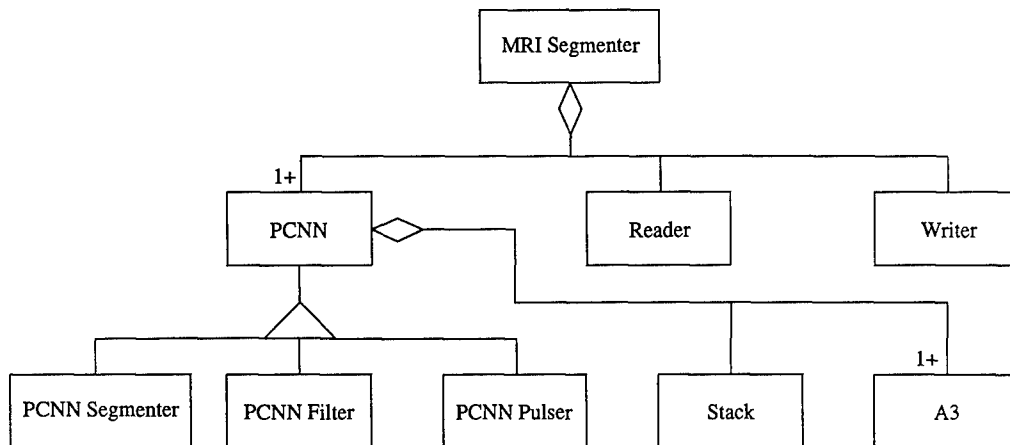 MRI Segmenter
1+
PCNN
Reader
Writer
1+
PCNN Segmenter
PCNN Filter
PCNN Pulser
Stack
A3